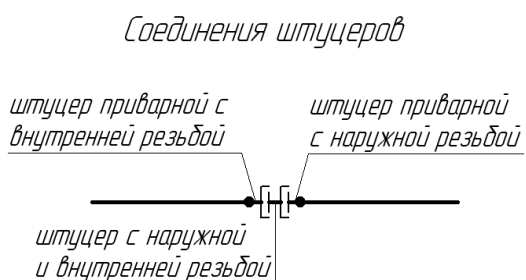 Соединения штуцеров
штуцер приварной с
внутренней резьбой
штуцер приварной
с наружной резьбой
штуцер с наружной
и внутренней резьбой